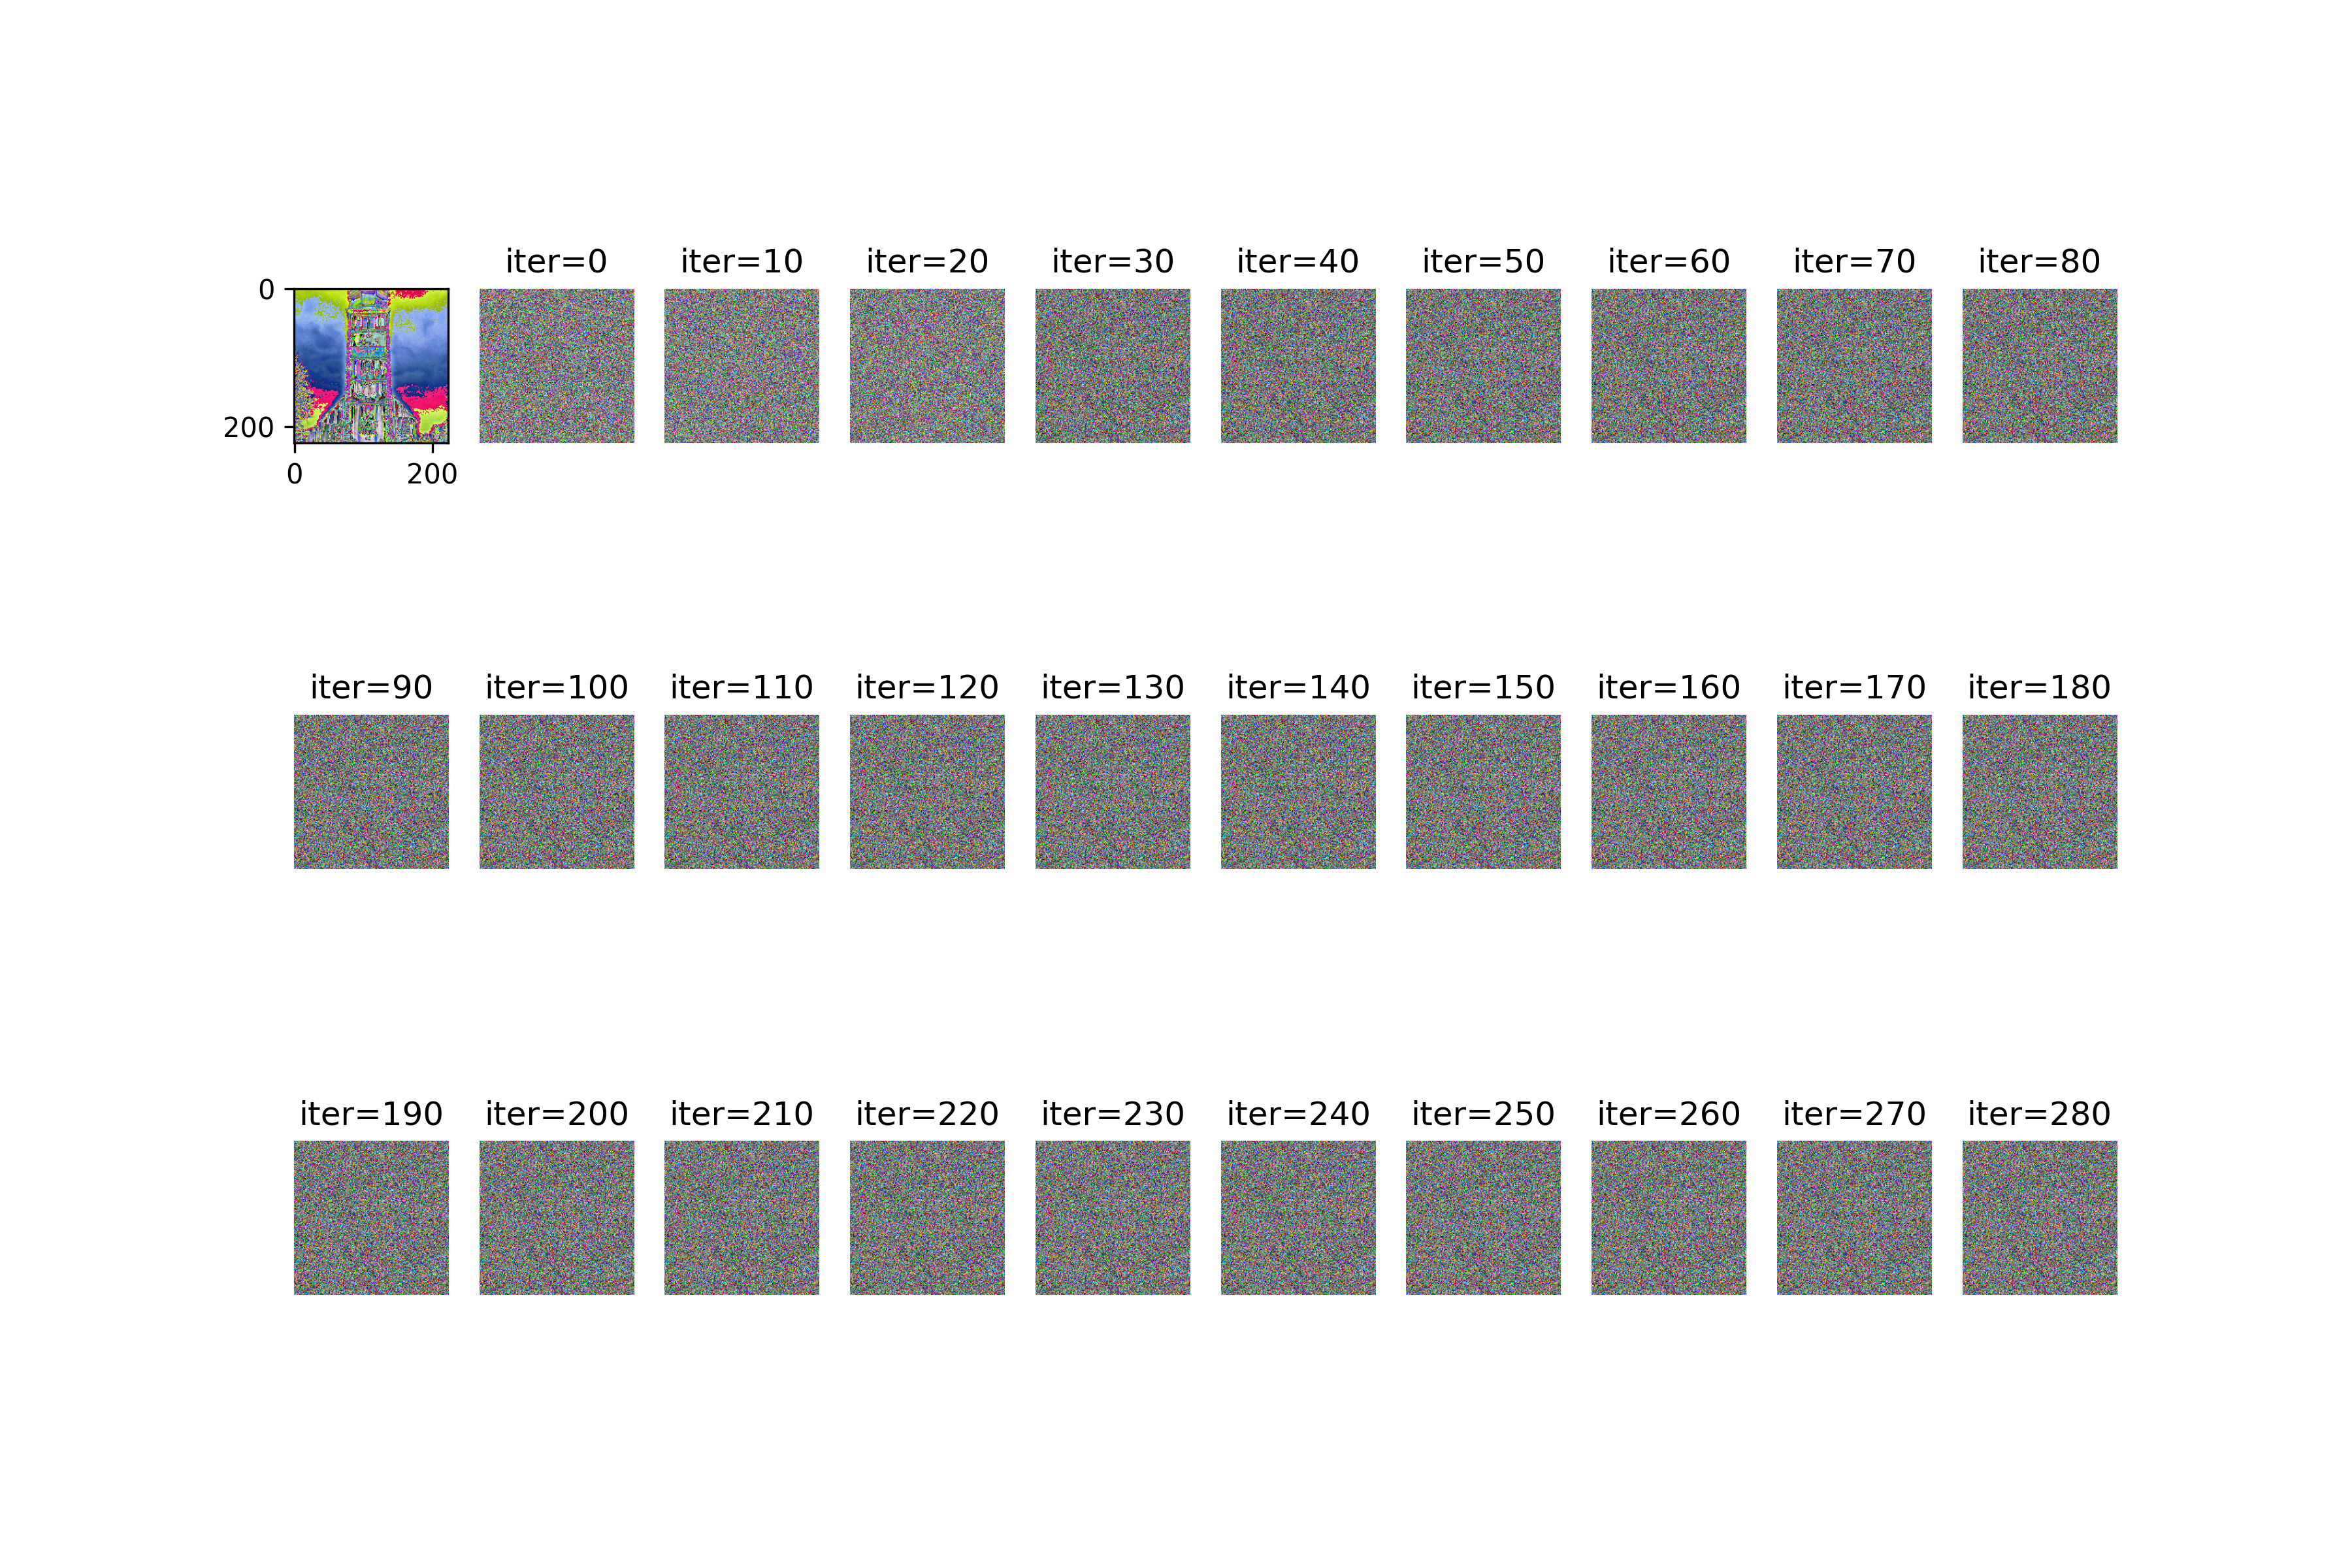 iter=0 iter=10 iter=20 iter=30 iter=40 iter=50 iter=60 iter=70 iter=80
0
200
0 200
iter=90 iter=100 iter=110 iter=120 iter=130 iter=140 iter=150 iter=160 iter=170 iter=180
iter=190 iter=200 iter=210 iter=220 iter=230 iter=240 iter=250 iter=260 iter=270 iter=280